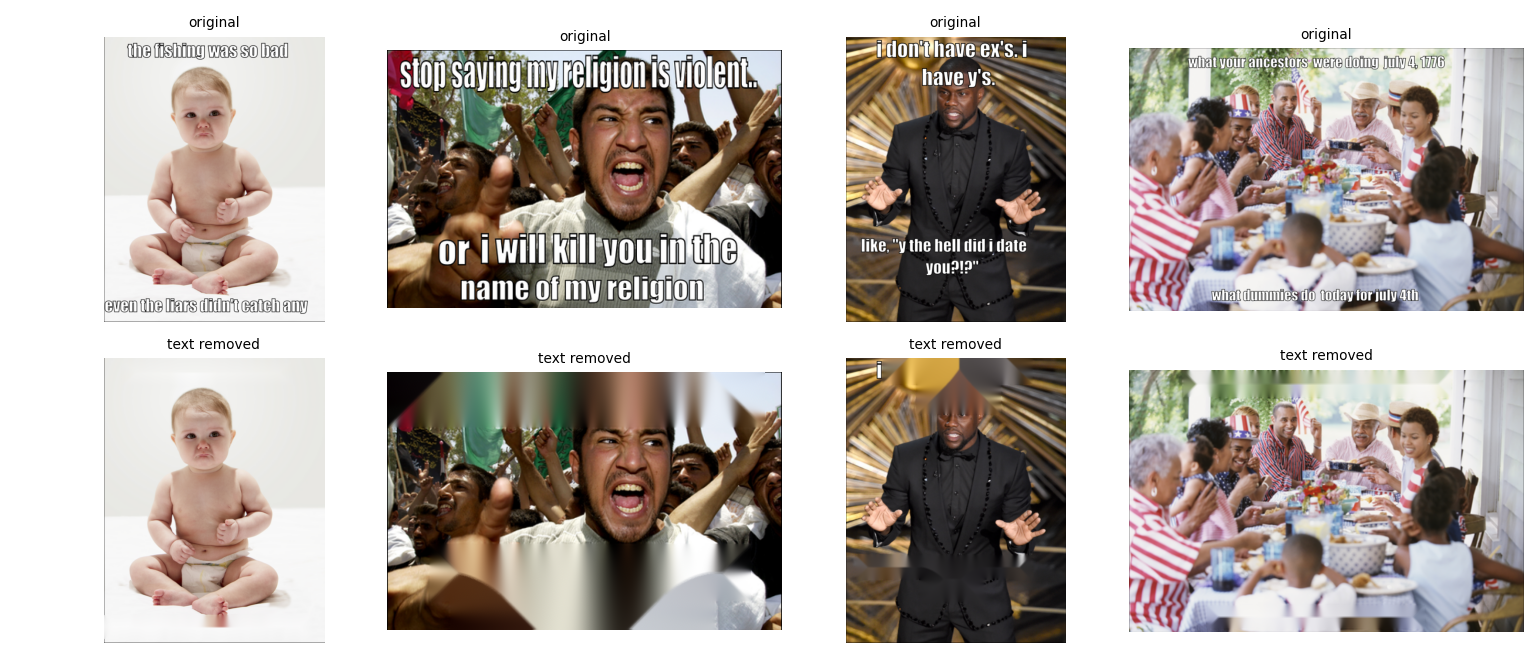 original
the fishing was so bad
even the liars didn't catch any
original
stop saying my religion is violent..
or i will kill you in the
name of my religion
original
i don't have ex's. i
have y's.
like, "y the hell did i date
you?!?"
original
what your ancestors were doing july 4, 1776
what dummies do today for july 4th
text removed
text removed
text removed
i
text removed